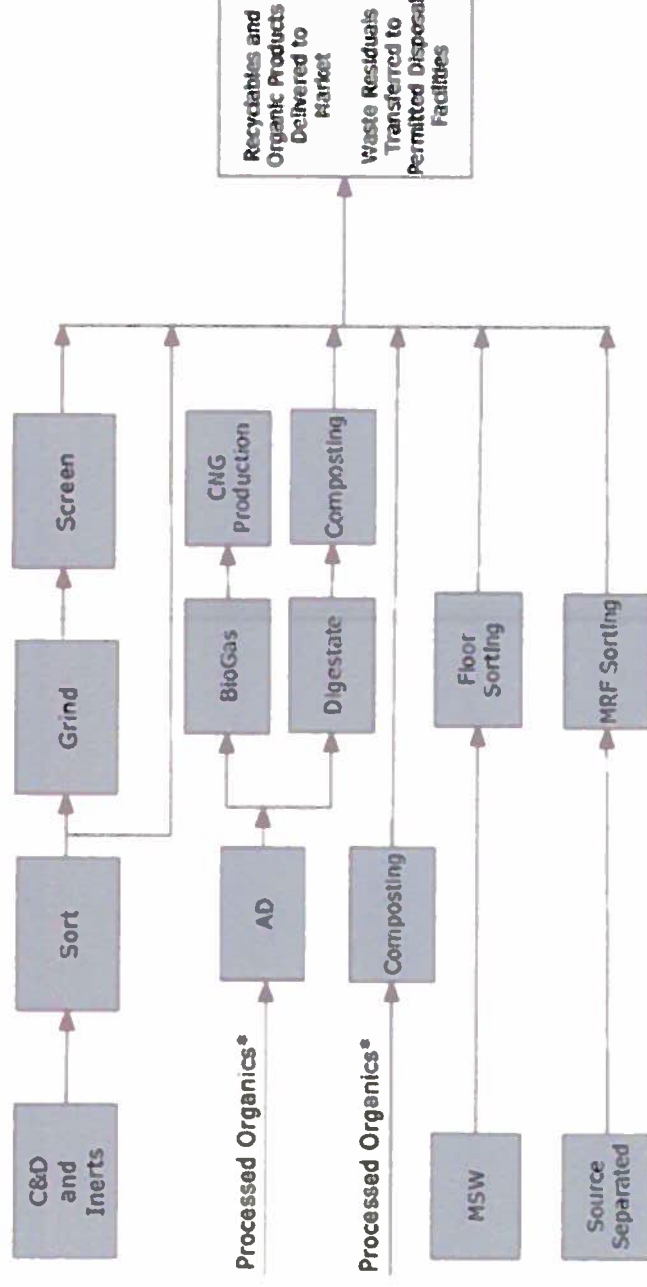 C&D
and
Inerts
Sort
Grind
Screen
Processed Organics*
AD
BioGas
CNG
Production
Digestate
Composting
Processed Organics*
Composting
MSW
Floor
Sorting
Source
Separated
MRF Sorting
Recyclables and
Organic Products
Delivered to
Market
Waste Residuals
Transferred to
Permitted Disposal
Facilities